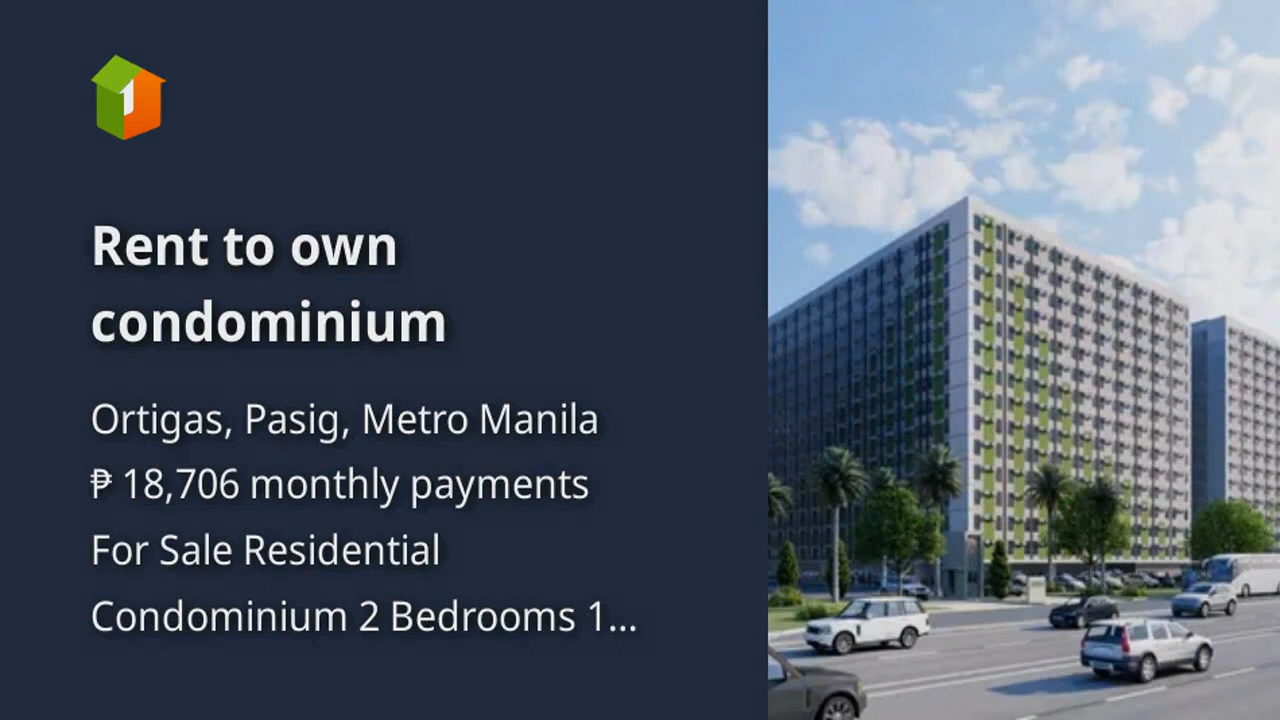 Rent to own
condominium
Ortigas, Pasig, Metro Manila
₱ 18,706 monthly payments
For Sale Residential
Condominium 2 Bedrooms 1...